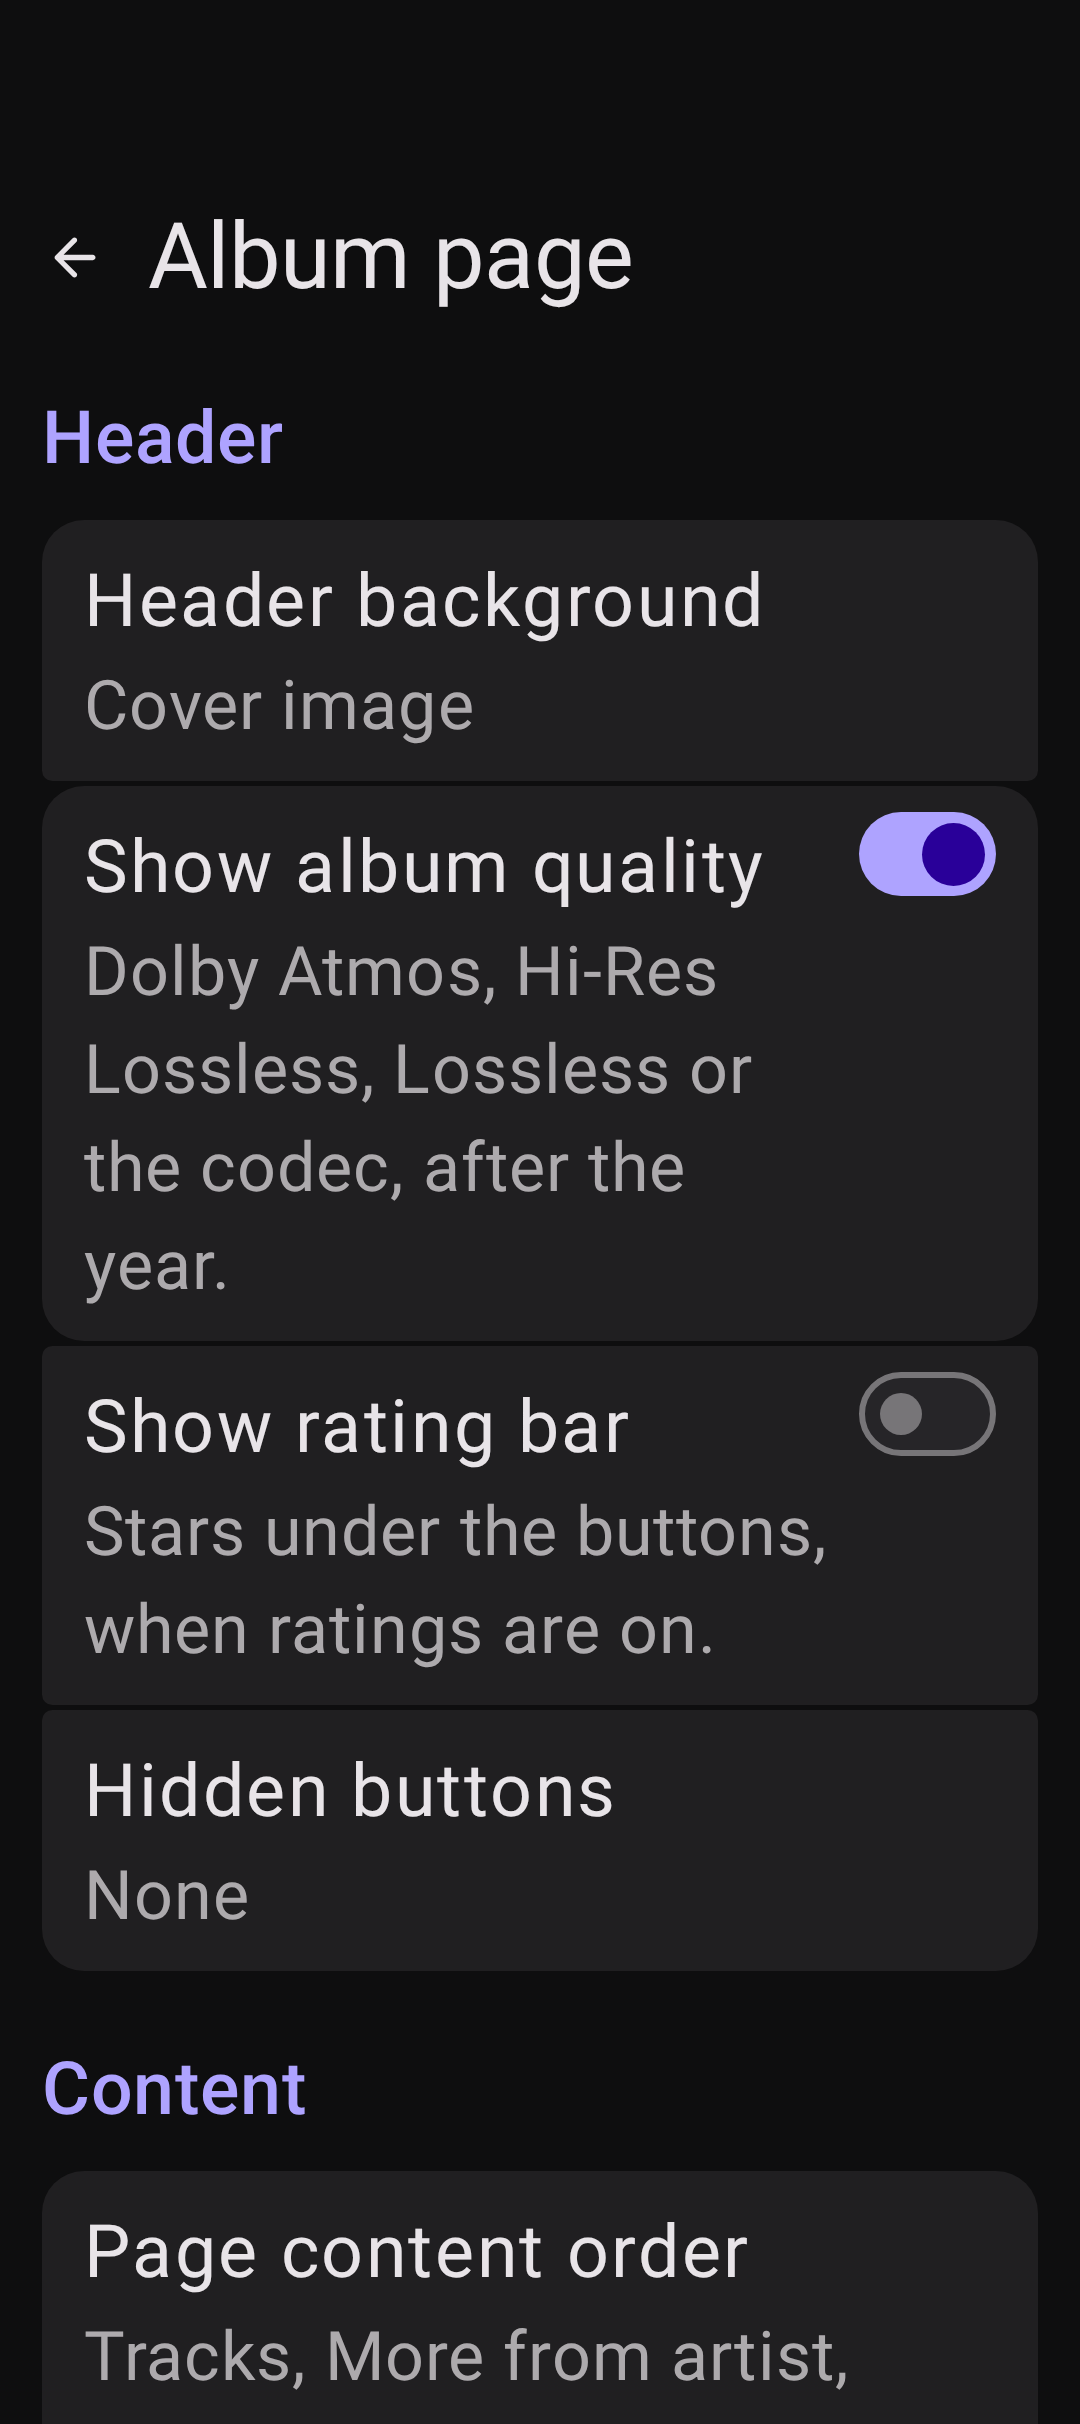 Album page
Header
Header background
Cover image
Show album quality
Dolby Atmos, Hi-Res
Lossless, Lossless or
the codec, after the
year.
Show rating bar
Stars under the buttons,
when ratings are on.
Hidden buttons
None
Content
Page content order
Tracks, More from artist,